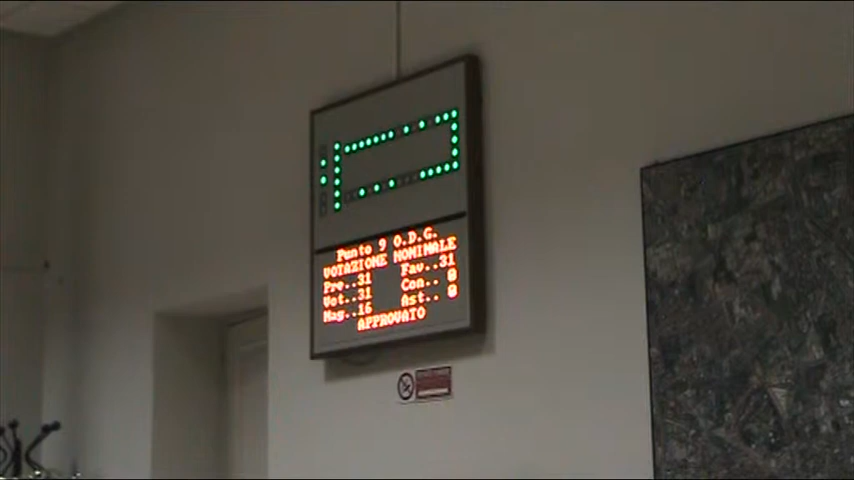 Punto 9 O.D.G.
VOTAZIONE NOMINALE
Pre..31 Fav..31
Vot..31 Con.. 0
Mag..16 Ast.. 0
APPROVATO